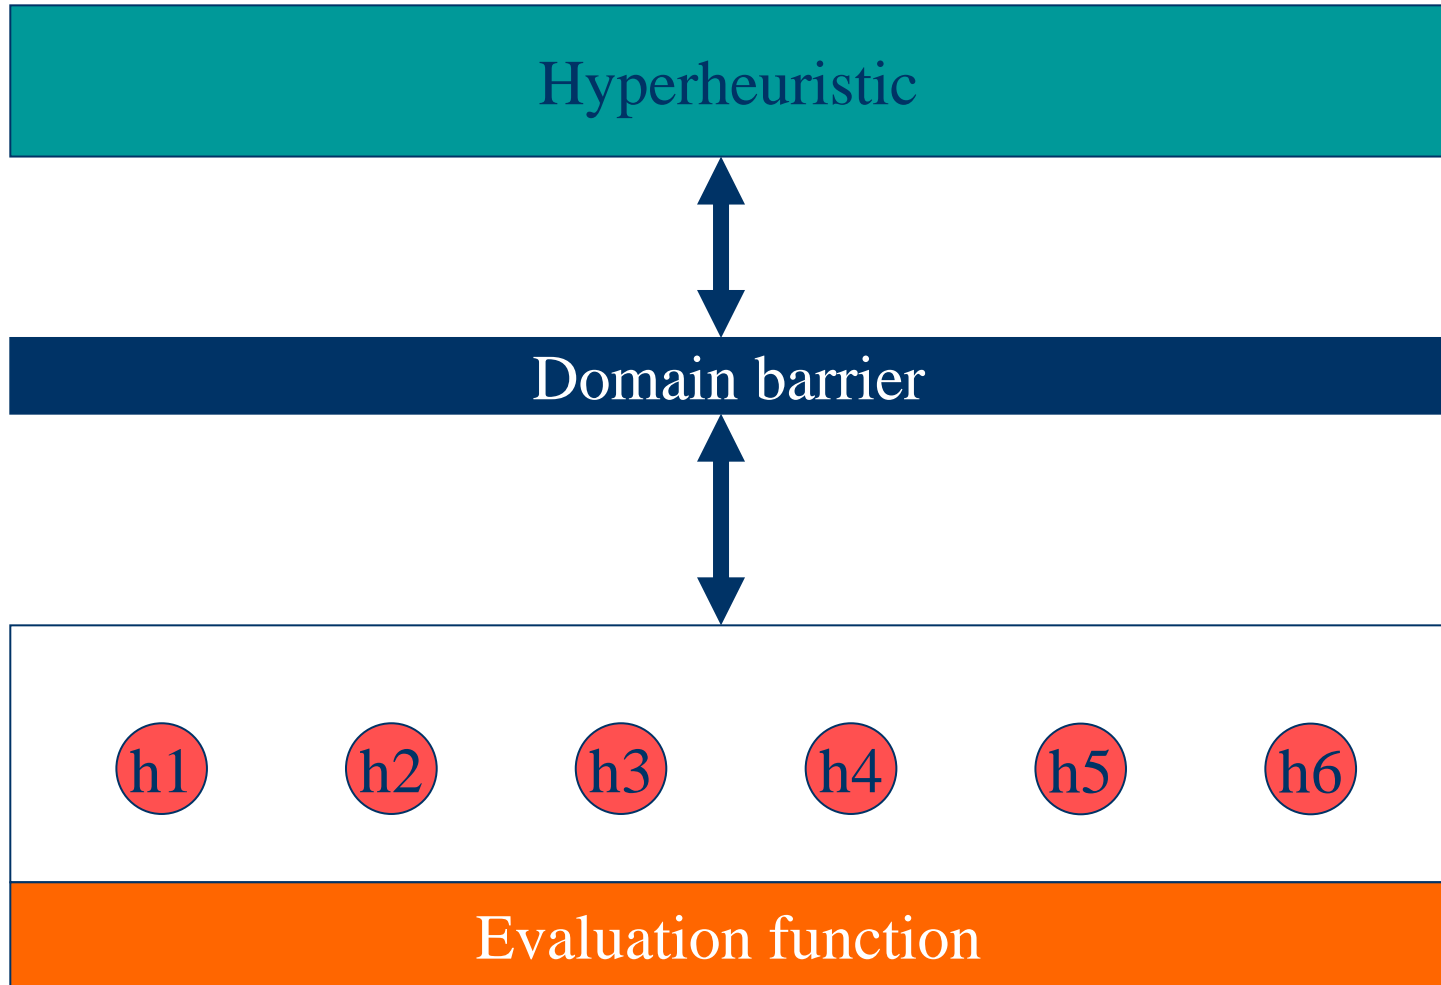 Hyperheuristic
Domain barrier
h1 h2 h3 h4 h5 h6
Evaluation function